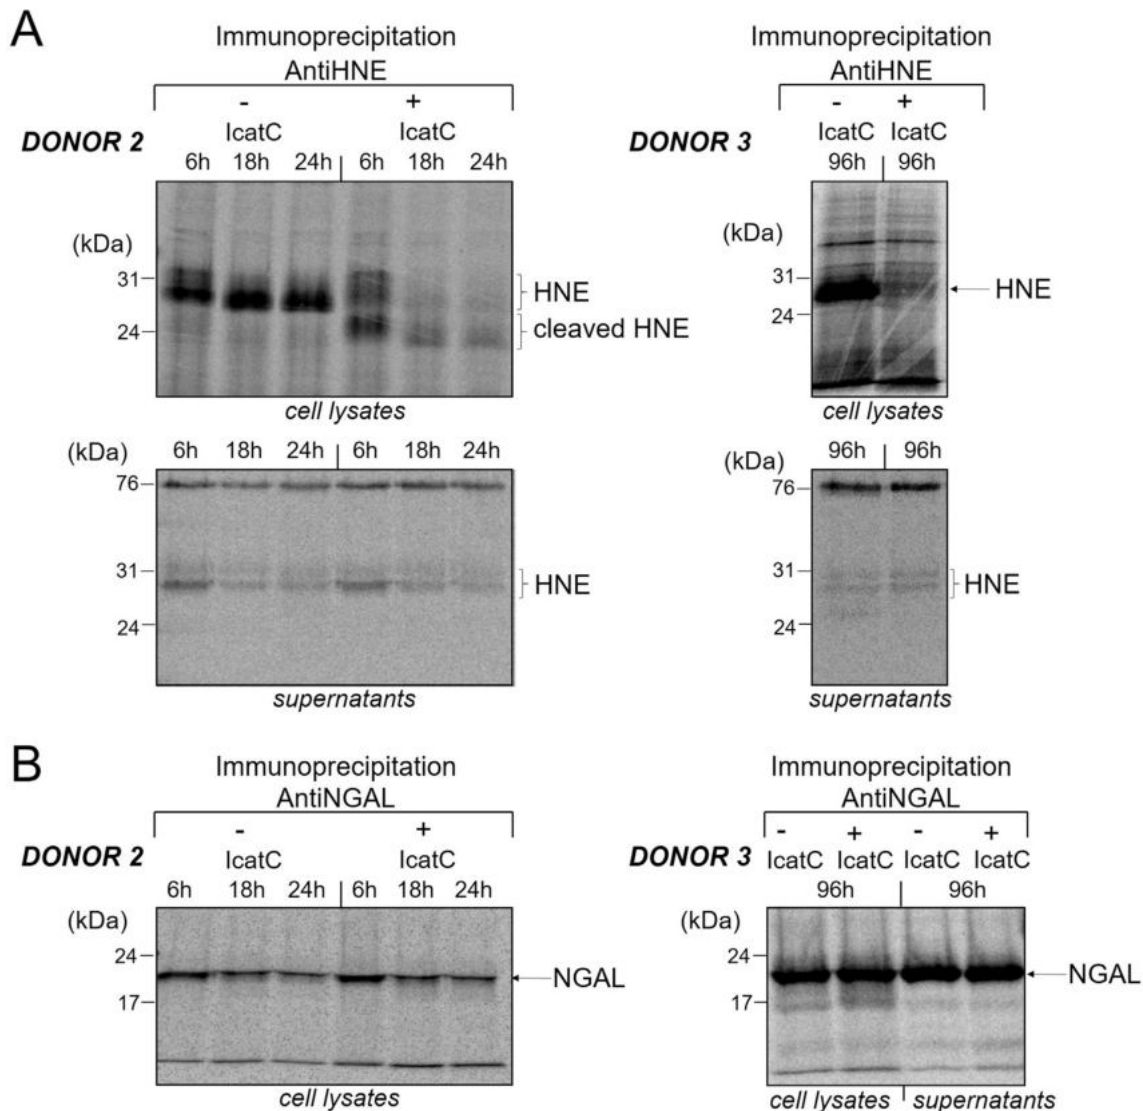 A
Immunoprecipitation
AntiHNE
- +
DONOR 2 IcatC IcatC
6h 18h 24h 6h 18h 24h
(kDa)
31
24
HNE
cleaved HNE
cell lysates
(kDa) 6h 18h 24h 6h 18h 24h
76
31
24
HNE
supernatants
Immunoprecipitation
AntiHNE
- +
DONOR 3 IcatC IcatC
96h 96h
(kDa)
31
24
HNE
cell lysates
(kDa) 96h 96h
76
31
24
HNE
supernatants
B
Immunoprecipitation
AntiNGAL
- +
DONOR 2 IcatC IcatC
6h 18h 24h 6h 18h 24h
(kDa)
24
17
NGAL
cell lysates
Immunoprecipitation
AntiNGAL
- + - +
DONOR 3 IcatC IcatC IcatC IcatC
96h 96h
(kDa)
24
17
NGAL
cell lysates supernatants